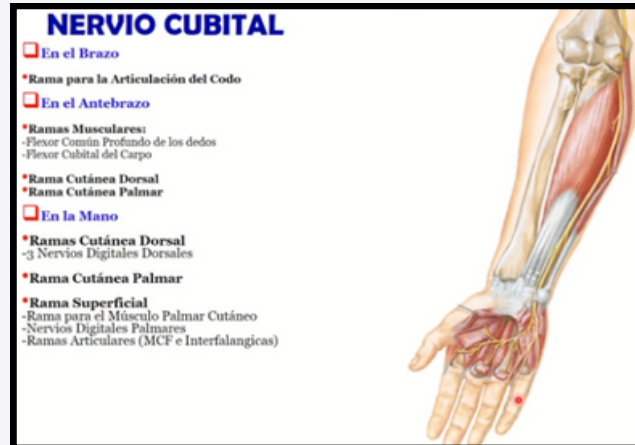 NERVIO CUBITAL
En el Brazo
*Rama para la Articulación del Codo
En el Antebrazo
*Ramas Musculares:
-Flexor Común Profundo de los dedos
-Flexor Cubital del Carpo
*Rama Cutánea Dorsal
*Rama Cutánea Palmar
En la Mano
*Ramas Cutánea Dorsal
-3 Nervios Digitales Dorsales
*Rama Cutánea Palmar
*Rama Superficial
-Rama para el Músculo Palmar Cutáneo
-Nervios Digitales Palmares
-Ramas Articulares (MCF e Interfalangicas)